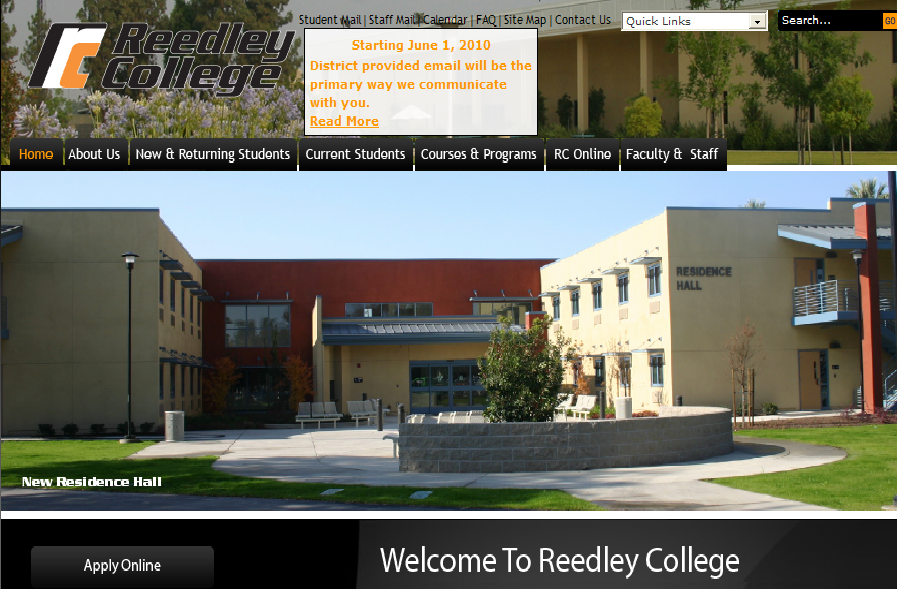 Reedley
College
Student Mail | Staff Mail | Calendar | FAQ | Site Map | Contact Us
Quick Links
Search...
GO
Starting June 1, 2010
District provided email will be the
primary way we communicate
with you.
Read More
Home
About Us
New & Returning Students
Current Students
Courses & Programs
RC Online
Faculty & Staff
RESIDENCE
HALL
New Residence Hall
Apply Online
Welcome To Reedley College